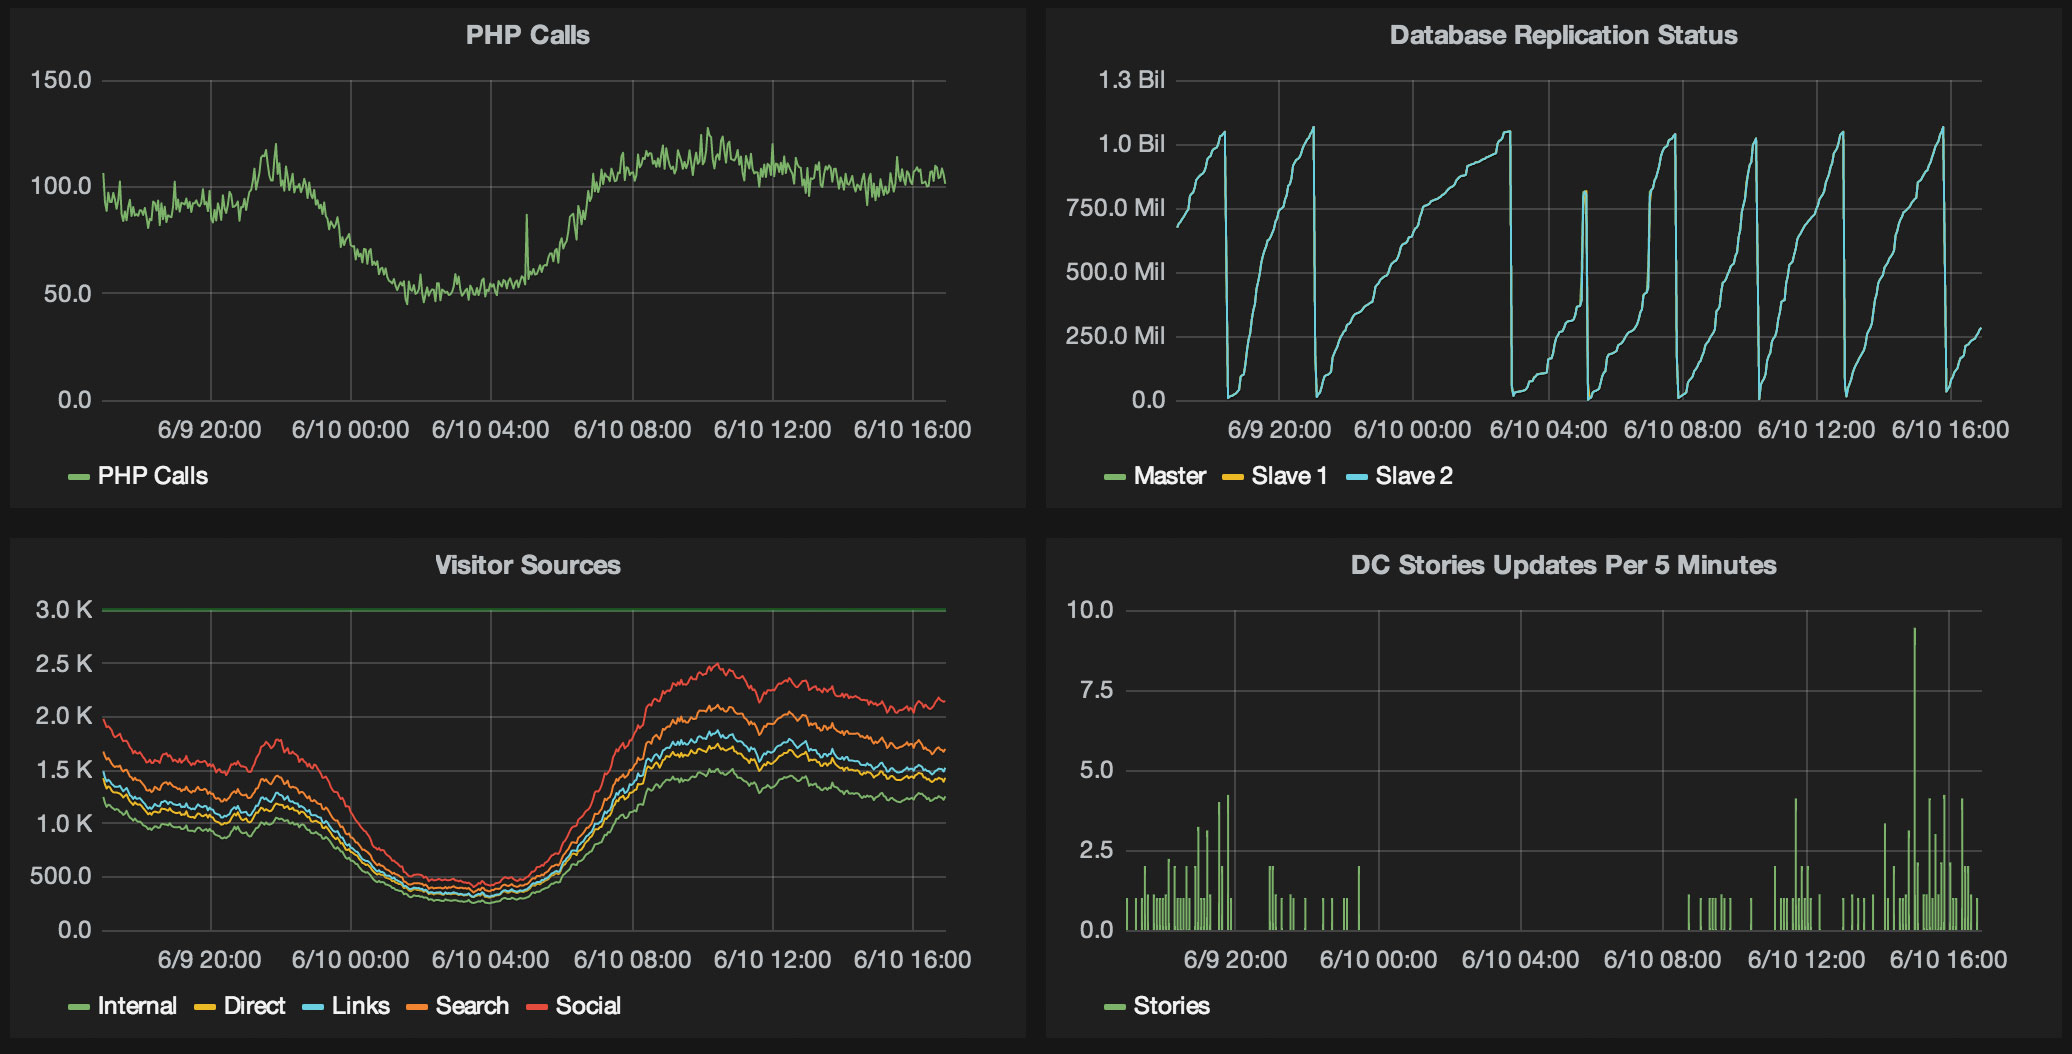 PHP Calls
150.0
100.0
50.0
0.0
6/9 20:00 6/10 00:00 6/10 04:00 6/10 08:00 6/10 12:00 6/10 16:00
PHP Calls
Database Replication Status
1.3 Bil
1.0 Bil
750.0 Mil
500.0 Mil
250.0 Mil
0.0
6/9 20:00 6/10 00:00 6/10 04:00 6/10 08:00 6/10 12:00 6/10 16:00
Master Slave 1 Slave 2
Visitor Sources
3.0 K
2.5 K
2.0 K
1.5 K
1.0 K
500.0
0.0
6/9 20:00 6/10 00:00 6/10 04:00 6/10 08:00 6/10 12:00 6/10 16:00
Internal Direct Links Search Social
DC Stories Updates Per 5 Minutes
10.0
7.5
5.0
2.5
0.0
6/9 20:00 6/10 00:00 6/10 04:00 6/10 08:00 6/10 12:00 6/10 16:00
Stories